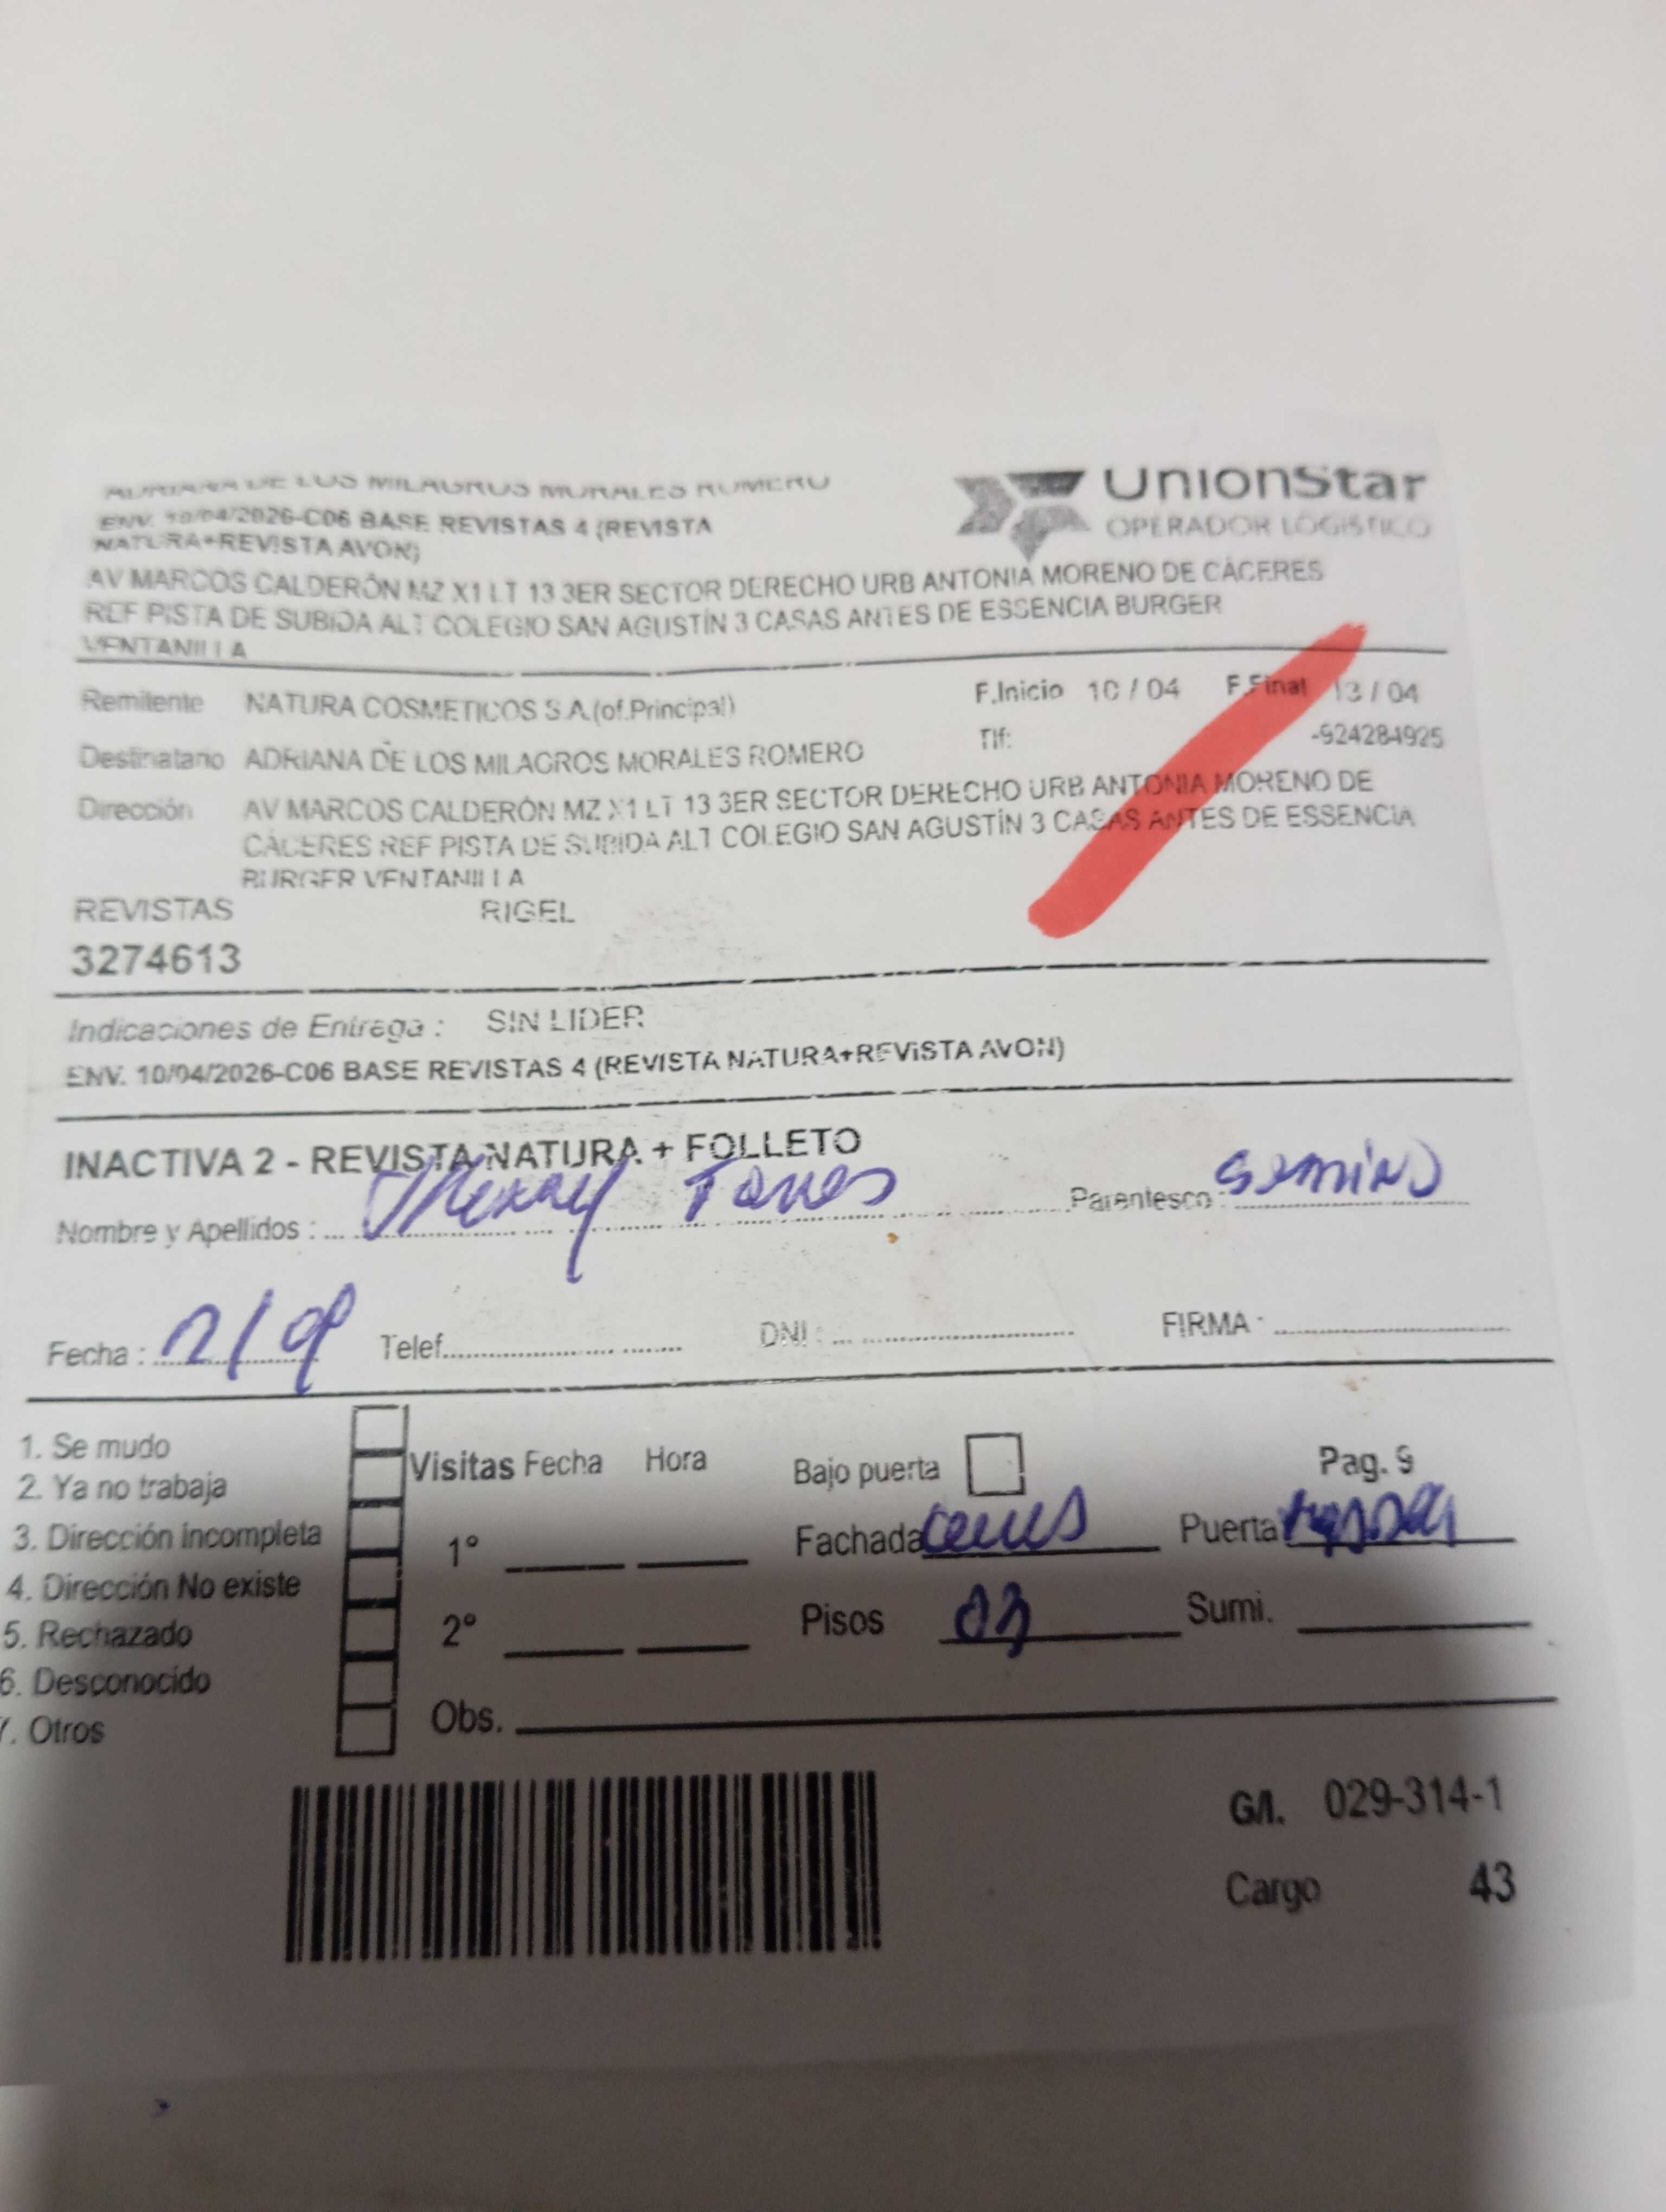 ADRIANA DE LOS MILAGROS MORALES ROMERO
ENV. 10/04/2026-C06 BASE REVISTAS 4 (REVISTA
NATURA+REVISTA AVON)
UnionStar
OPERADOR LOGISTICO
AV MARCOS CALDERÓN MZ X1 LT 13 3ER SECTOR DERECHO URB ANTONIA MORENO DE CÁCERES
REF PISTA DE SUBIDA ALT COLEGIO SAN AGUSTÍN 3 CASAS ANTES DE ESSENCIA BURGER
VENTANILLA
Remitente NATURA COSMETICOS S.A.(of.Principal) F.Inicio 10 / 04 F.Final 13 / 04
Destinatario ADRIANA DE LOS MILAGROS MORALES ROMERO Tlf: -924284925
Dirección AV MARCOS CALDERÓN MZ X1 LT 13 3ER SECTOR DERECHO URB ANTONIA MORENO DE
CÁCERES REF PISTA DE SUBIDA ALT COLEGIO SAN AGUSTÍN 3 CASAS ANTES DE ESSENCIA
BURGER VENTANILLA
REVISTAS RIGEL
3274613
Indicaciones de Entrega : SIN LIDER
ENV. 10/04/2026-C06 BASE REVISTAS 4 (REVISTA NATURA+REVISTA AVON)
INACTIVA 2 - REVISTA NATURA + FOLLETO
Nombre y Apellidos : Torres Parentesco :
Fecha : Telef. DNI : FIRMA :
1. Se mudo
2. Ya no trabaja
3. Dirección incompleta
4. Dirección No existe
5. Rechazado
6. Desconocido
7. Otros
Visitas Fecha Hora
1°
2°
Obs.
Bajo puerta Pag. 9
Fachada Puerta
Pisos 03 Sumi.
G/I. 029-314-1
Cargo 43